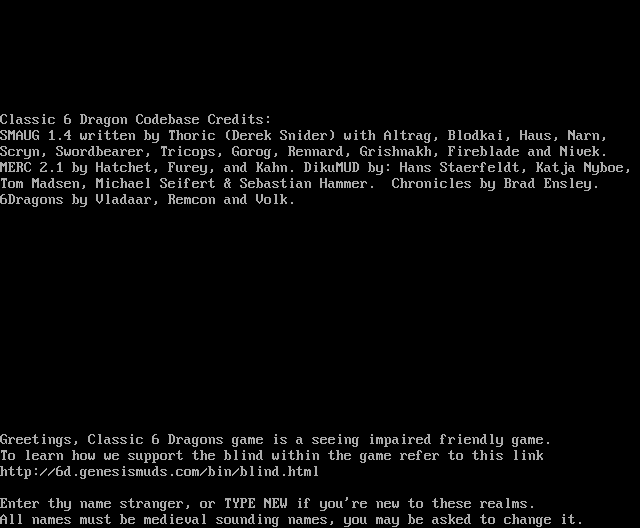 Classic 6 Dragon Codebase Credits:
SMAUG 1.4 written by Thoric (Derek Snider) with Altrag, Blodkai, Haus, Narn,
Scryn, Swordbearer, Tricops, Gorog, Rennard, Grishnakh, Fireblade and Nivek.
MERC 2.1 by Hatchet, Furey, and Kahn. DikuMUD by: Hans Staerfeldt, Katja Nyboe,
Tom Madsen, Michael Seifert & Sebastian Hammer.  Chronicles by Brad Ensley.
6Dragons by Vladaar, Remcon and Volk.
Greetings, Classic 6 Dragons game is a seeing impaired friendly game.
To learn how we support the blind within the game refer to this link
http://6d.genesismuds.com/bin/blind.html
Enter thy name stranger, or TYPE NEW if you're new to these realms.
All names must be medieval sounding names, you may be asked to change it.